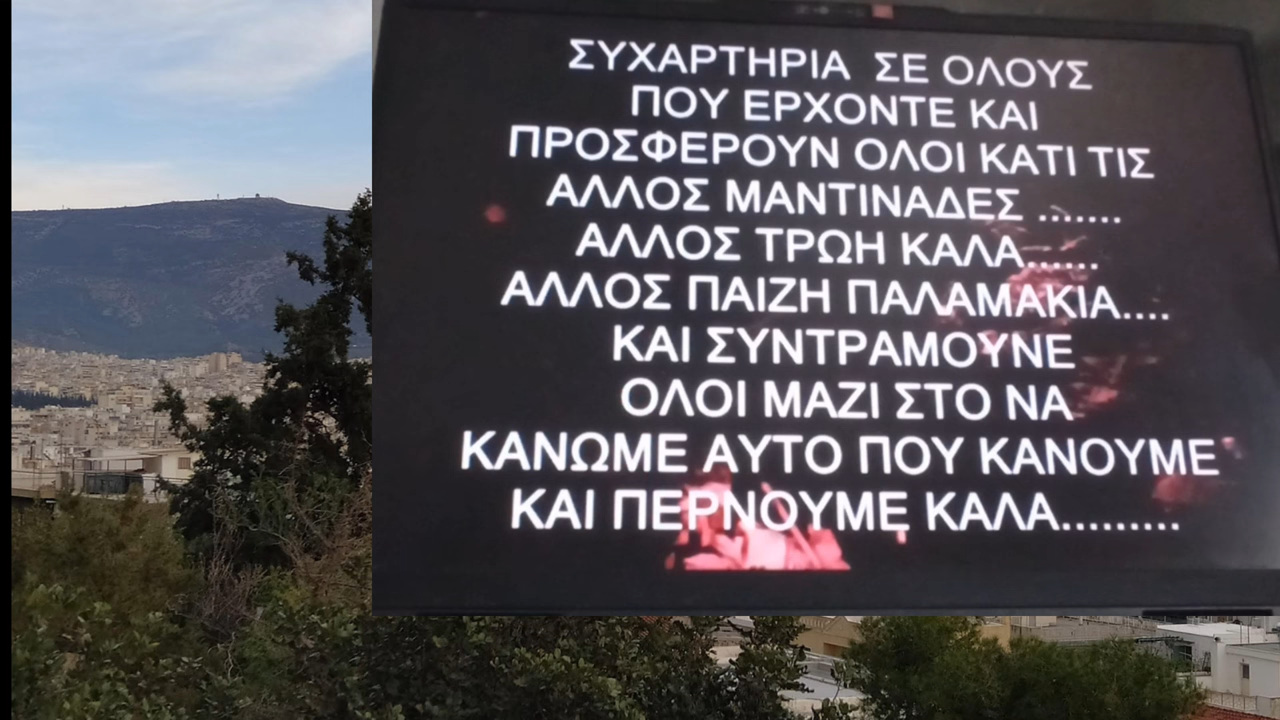 ΣΥΧΑΡΤΗΡΙΑ ΣΕ ΟΛΟΥΣ
ΠΟΥ ΕΡΧΟΝΤΕ ΚΑΙ
ΠΡΟΣΦΕΡΟΥΝ ΟΛΟΙ ΚΑΤΙ ΤΙΣ
ΑΛΛΟΣ ΜΑΝΤΙΝΑΔΕΣ .......
ΑΛΛΟΣ ΤΡΩΗ ΚΑΛΑ......
ΑΛΛΟΣ ΠΑΙΖΗ ΠΑΛΑΜΑΚΙΑ....
ΚΑΙ ΣΥΝΤΡΑΜΟΥΝΕ
ΟΛΟΙ ΜΑΖΙ ΣΤΟ ΝΑ
ΚΑΝΩΜΕ ΑΥΤΟ ΠΟΥ ΚΑΝΟΥΜΕ
ΚΑΙ ΠΕΡΝΟΥΜΕ ΚΑΛΑ.........